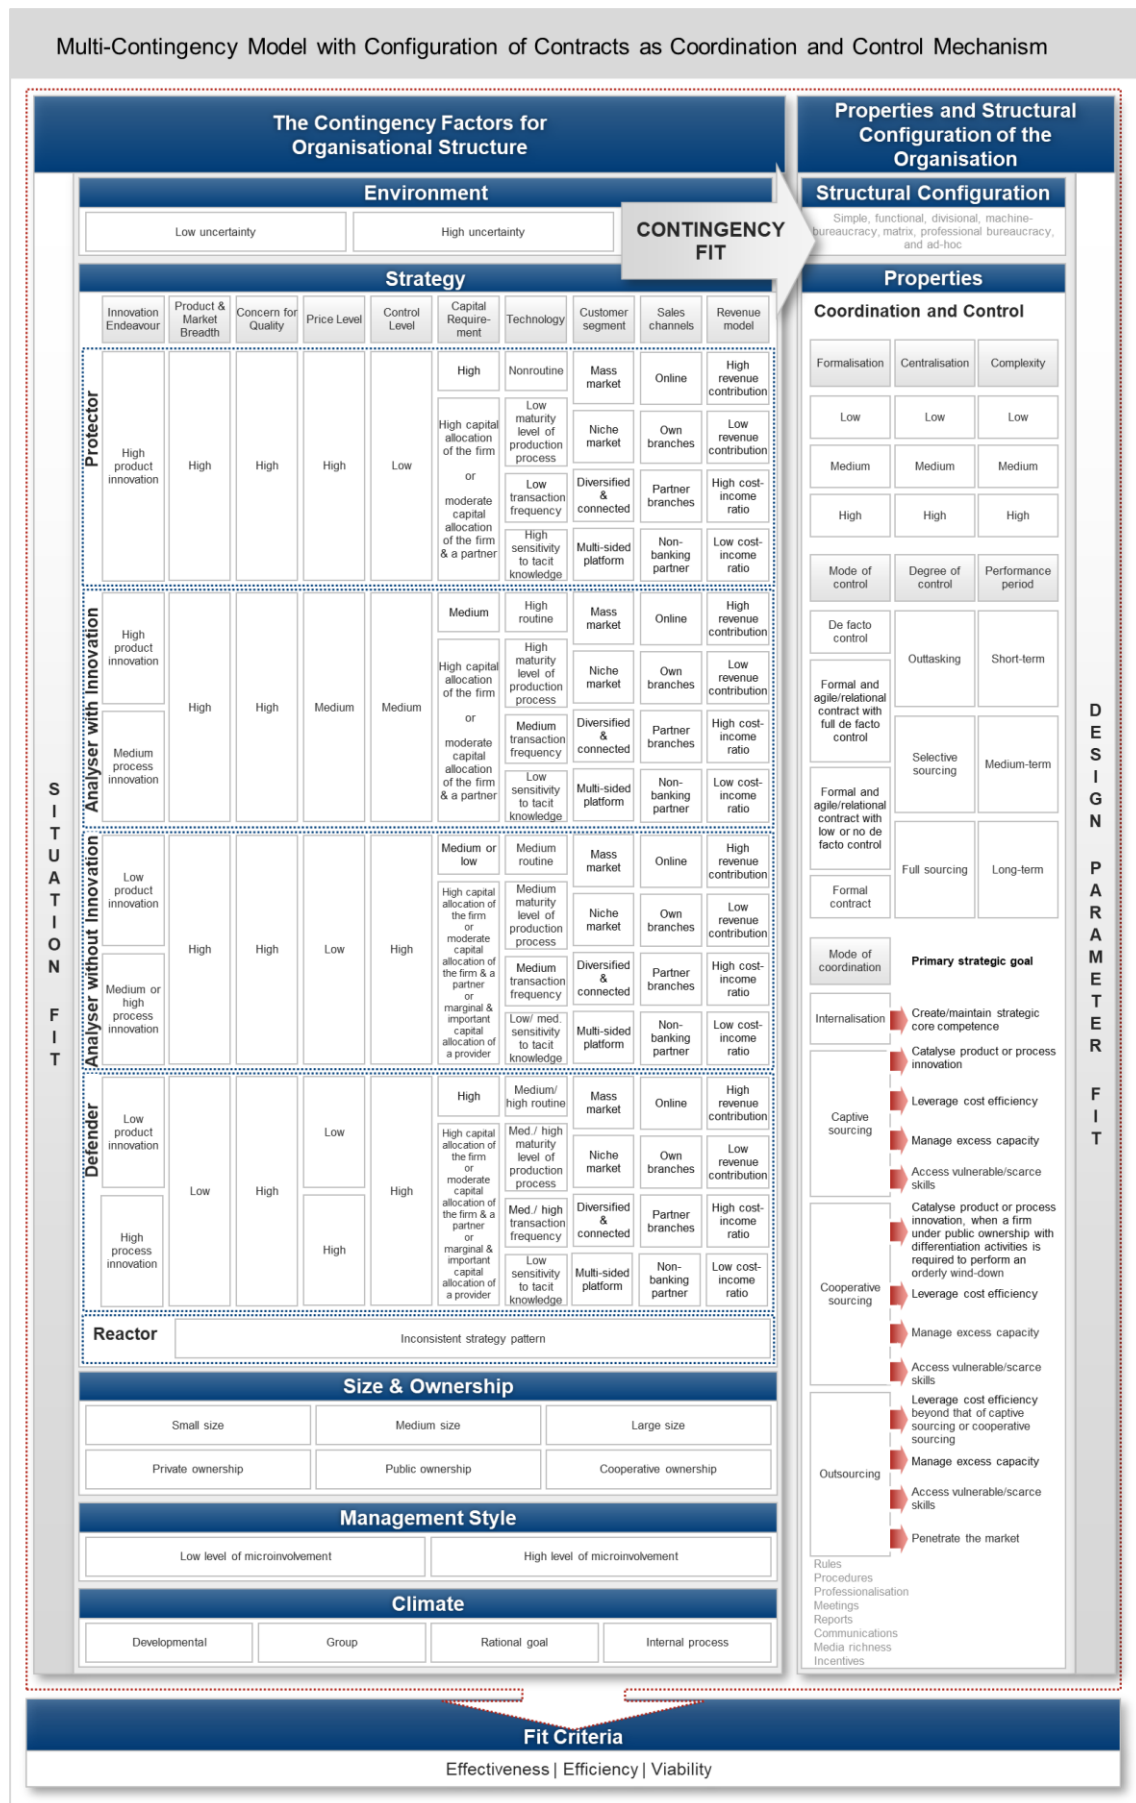 Multi-Contingency Model with Configuration of Contracts as Coordination and Control Mechanism
The Contingency Factors for
Organisational Structure
Properties and Structural
Configuration of the
Organisation
SITUATION FIT
Environment
Low uncertainty
High uncertainty
CONTINGENCY
FIT
Strategy
Innovation
Endeavour
Product &
Market
Breadth
Concern for
Quality
Price Level
Control
Level
Capital
Require-
ment
Technology
Customer
segment
Sales
channels
Revenue
model
Protector
High
product
innovation
High
High
High
Low
High
High capital
allocation
of the firm
or
moderate
capital
allocation
of the firm
& a partner
Nonroutine
Low
maturity
level of
production
process
Low
transaction
frequency
High
sensitivity
to tacit
knowledge
Mass
market
Niche
market
Diversified
&
connected
Multi-sided
platform
Online
Own
branches
Partner
branches
Non-
banking
partner
High
revenue
contribution
Low
revenue
contribution
High cost-
income
ratio
Low cost-
income
ratio
Analyser with Innovation
High
product
innovation
Medium
process
innovation
High
High
Medium
Medium
Medium
High capital
allocation
of the firm
or
moderate
capital
allocation
of the firm
& a partner
High
routine
High
maturity
level of
production
process
Medium
transaction
frequency
Low
sensitivity
to tacit
knowledge
Mass
market
Niche
market
Diversified
&
connected
Multi-sided
platform
Online
Own
branches
Partner
branches
Non-
banking
partner
High
revenue
contribution
Low
revenue
contribution
High cost-
income
ratio
Low cost-
income
ratio
Analyser without Innovation
Low
product
innovation
Medium or
high
process
innovation
High
High
Low
High
Medium or
low
High capital
allocation of
the firm
or
moderate
capital
allocation of
the firm & a
partner
or
marginal &
important
capital
allocation of
a provider
Medium
routine
Medium
maturity
level of
production
process
Medium
transaction
frequency
Low/ med.
sensitivity
to tacit
knowledge
Mass
market
Niche
market
Diversified
&
connected
Multi-sided
platform
Online
Own
branches
Partner
branches
Non-
banking
partner
High
revenue
contribution
Low
revenue
contribution
High cost-
income
ratio
Low cost-
income
ratio
Defender
Low
product
innovation
High
process
innovation
Low
High
Low
High
High
High
High capital
allocation of
the firm
or
moderate
capital
allocation of
the firm & a
partner
or
marginal &
important
capital
allocation of
a provider
Medium/
high routine
Med./ high
maturity
level of
production
process
Med./ high
transaction
frequency
Low
sensitivity
to tacit
knowledge
Mass
market
Niche
market
Diversified
&
connected
Multi-sided
platform
Online
Own
branches
Partner
branches
Non-
banking
partner
High
revenue
contribution
Low
revenue
contribution
High cost-
income
ratio
Low cost-
income
ratio
Reactor
Inconsistent strategy pattern
Size & Ownership
Small size
Medium size
Large size
Private ownership
Public ownership
Cooperative ownership
Management Style
Low level of microinvolvement
High level of microinvolvement
Climate
Developmental
Group
Rational goal
Internal process
Structural Configuration
Simple, functional, divisional, machine-
bureaucracy, matrix, professional bureaucracy,
and ad-hoc
Properties
Coordination and Control
Formalisation
Centralisation
Complexity
Low
Low
Low
Medium
Medium
Medium
High
High
High
Mode of
control
Degree of
control
Performance
period
De facto
control
Formal and
agile/relational
contract with
full de facto
control
Formal and
agile/relational
contract with
low or no de
facto control
Formal
contract
Outtasking
Selective
sourcing
Full sourcing
Short-term
Medium-term
Long-term
Mode of
coordination
Primary strategic goal
Internalisation
Create/maintain strategic
core competence
Captive
sourcing
Catalyse product or process
innovation
Leverage cost efficiency
Manage excess capacity
Access vulnerable/scarce
skills
Cooperative
sourcing
Catalyse product or process
innovation, when a firm
under public ownership with
differentiation activities is
required to perform an
orderly wind-down
Leverage cost efficiency
Manage excess capacity
Access vulnerable/scarce
skills
Outsourcing
Leverage cost efficiency
beyond that of captive
sourcing or cooperative
sourcing
Manage excess capacity
Access vulnerable/scarce
skills
Penetrate the market
Rules
Procedures
Professionalisation
Meetings
Reports
Communications
Media richness
Incentives
DESIGN PARAMETER FIT
Fit Criteria
Effectiveness | Efficiency | Viability